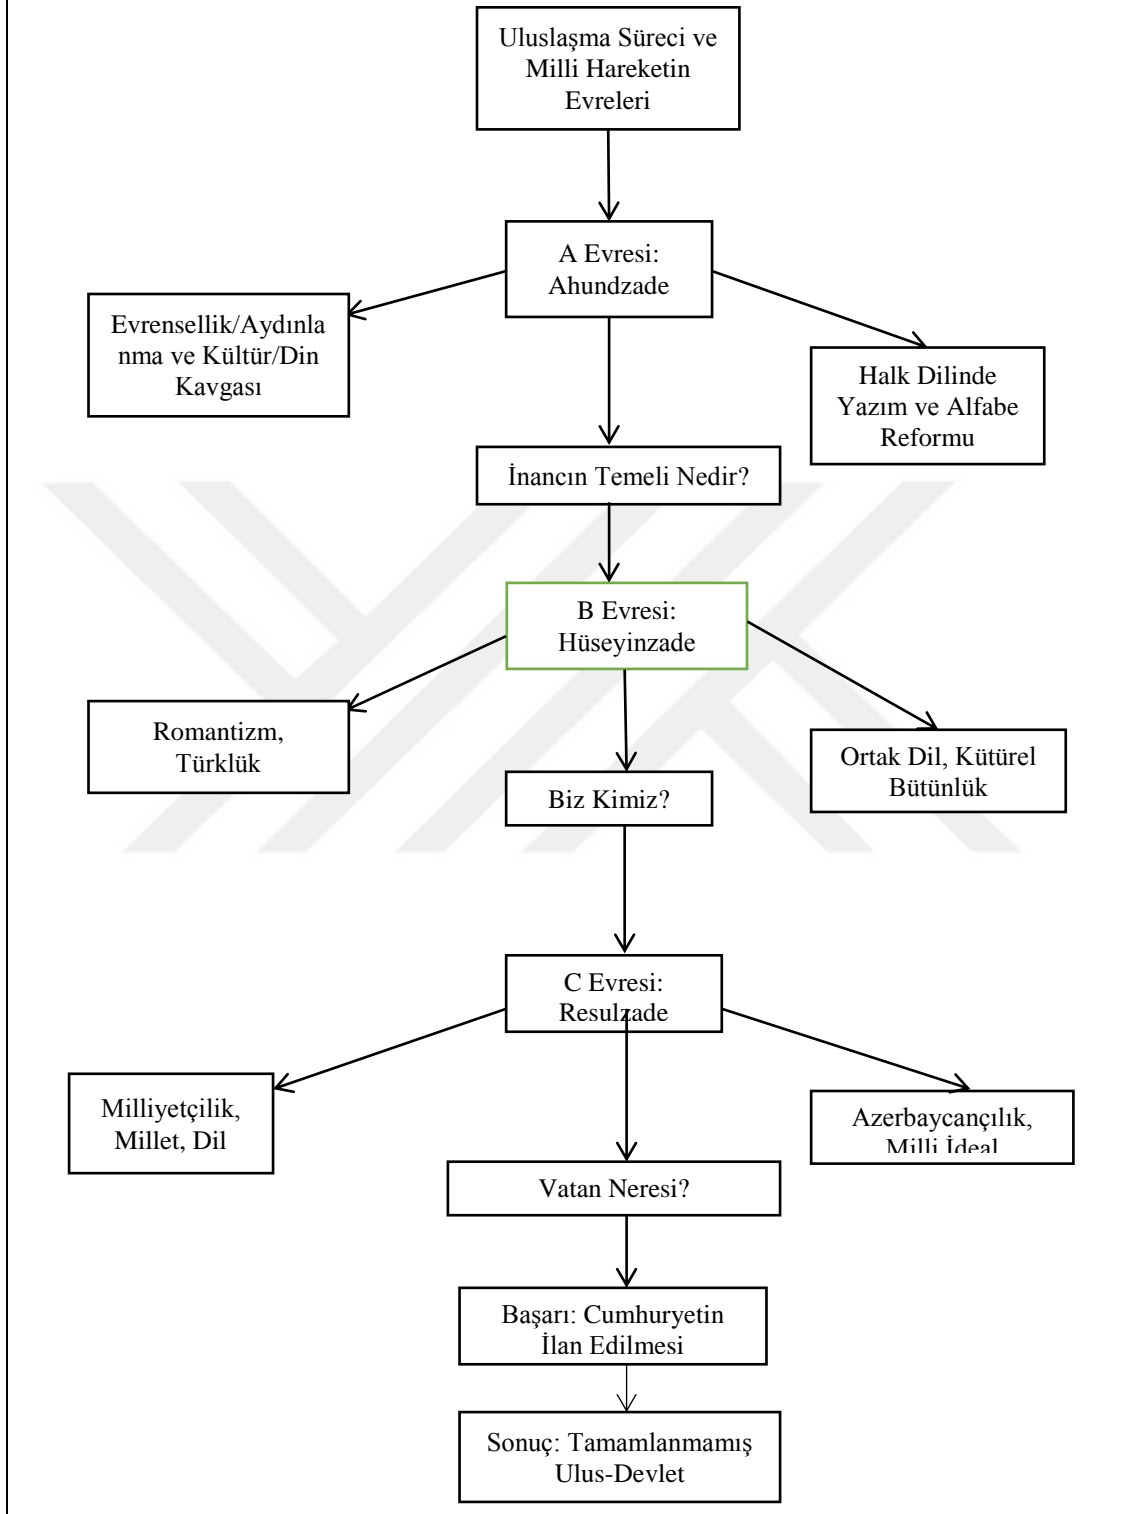 Uluslaşma Süreci ve
Milli Hareketin
Evreleri
A Evresi:
Ahundzade
Evrensellik/Aydınla
nma ve Kültür/Din
Kavgası
Halk Dilinde
Yazım ve Alfabe
Reformu
İnancın Temeli Nedir?
B Evresi:
Hüseyinzade
Romantizm,
Türklük
Ortak Dil, Kütürel
Bütünlük
Biz Kimiz?
C Evresi:
Resulzade
Milliyetçilik,
Millet, Dil
Azerbaycançılık,
Milli İdeal
Vatan Neresi?
Başarı: Cumhuryetin
İlan Edilmesi
Sonuç: Tamamlanmamış
Ulus-Devlet